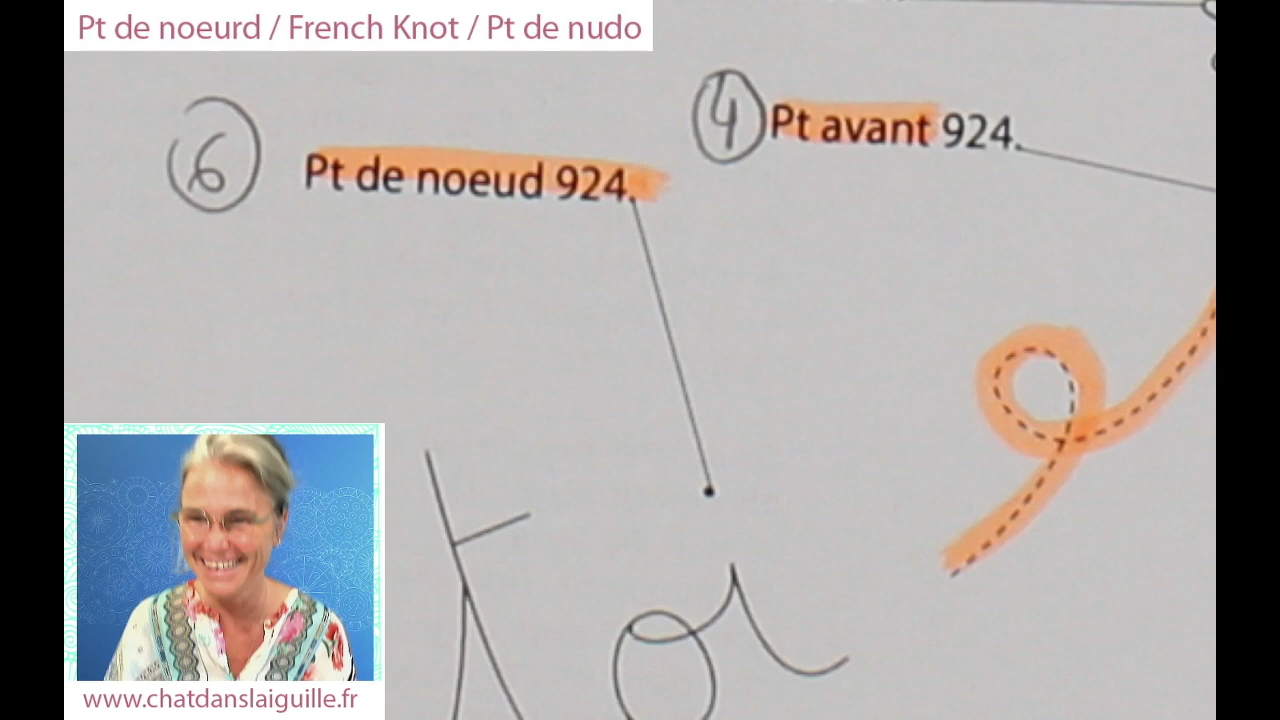 Pt de noeurd / French Knot / Pt de nudo
4 Pt avant 924.
6 Pt de noeud 924.
www.chatdanslaiguille.fr